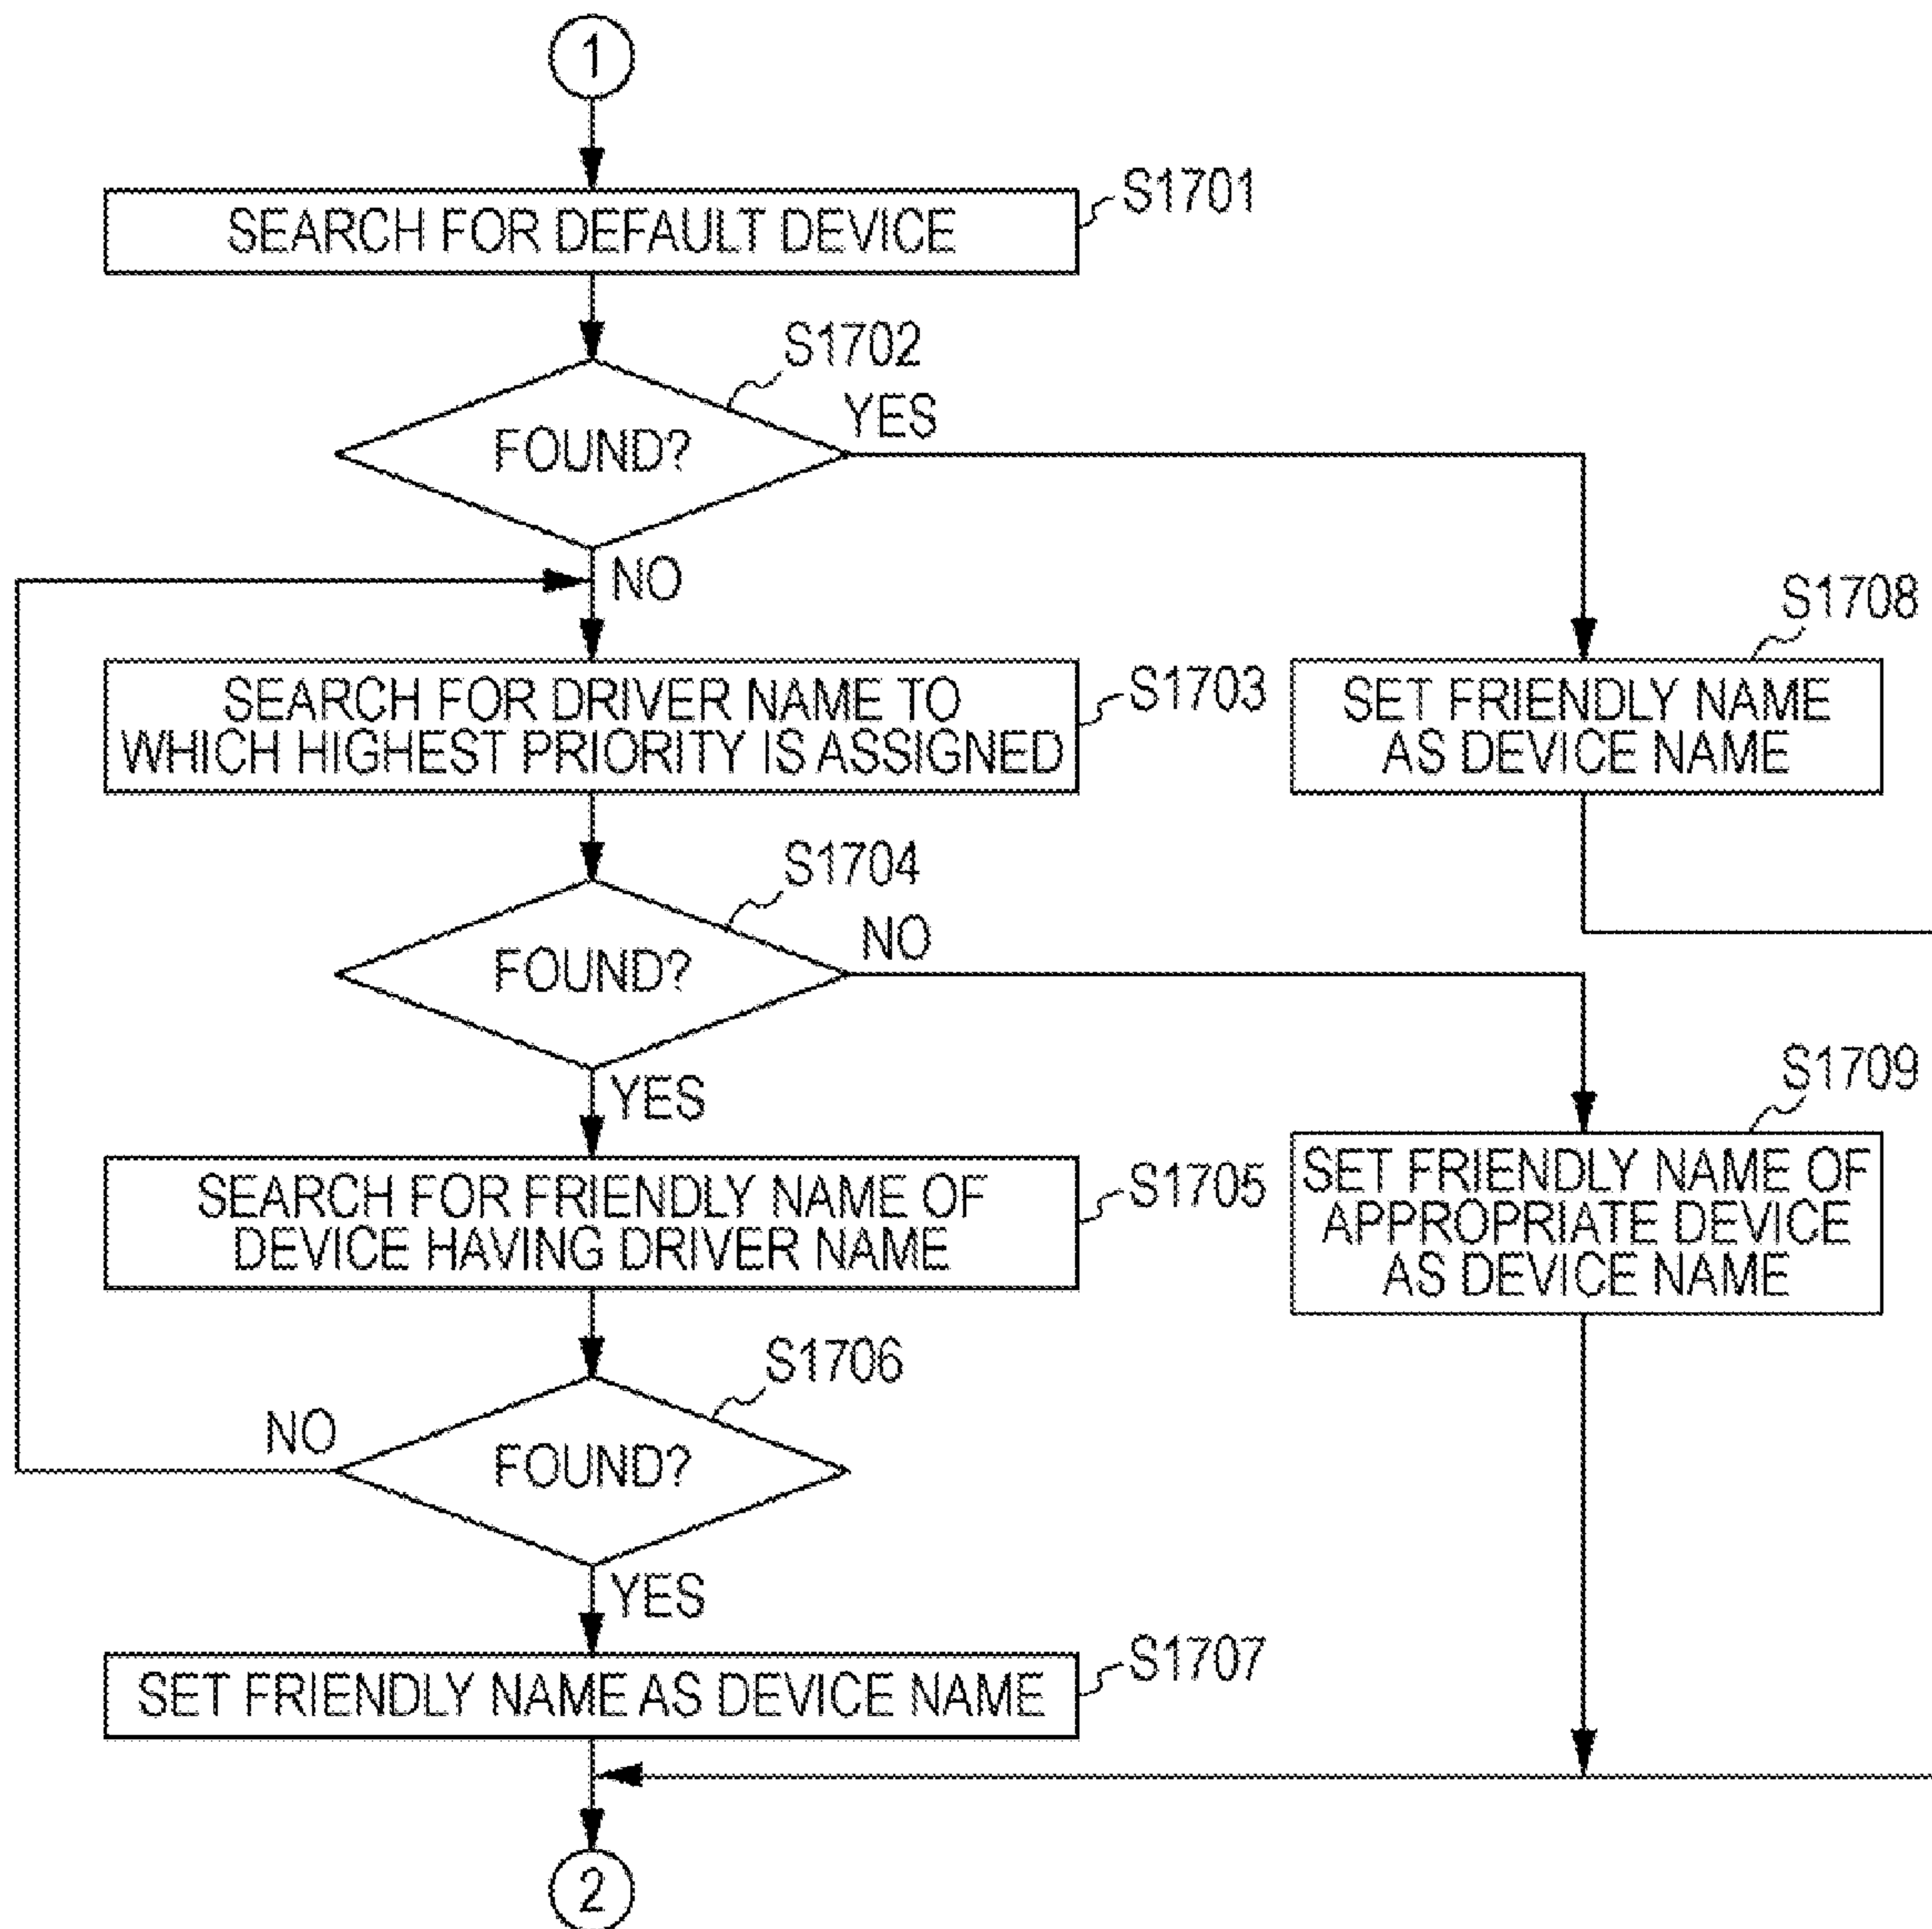 1
SEARCH FOR DEFAULT DEVICE
S1701
S1702
FOUND?
YES
NO
SEARCH FOR DRIVER NAME TO
WHICH HIGHEST PRIORITY IS ASSIGNED
S1703
S1708
SET FRIENDLY NAME
AS DEVICE NAME
S1704
FOUND?
NO
YES
SEARCH FOR FRIENDLY NAME OF
DEVICE HAVING DRIVER NAME
S1705
S1709
SET FRIENDLY NAME OF
APPROPRIATE DEVICE
AS DEVICE NAME
S1706
NO
FOUND?
YES
SET FRIENDLY NAME AS DEVICE NAME
S1707
2